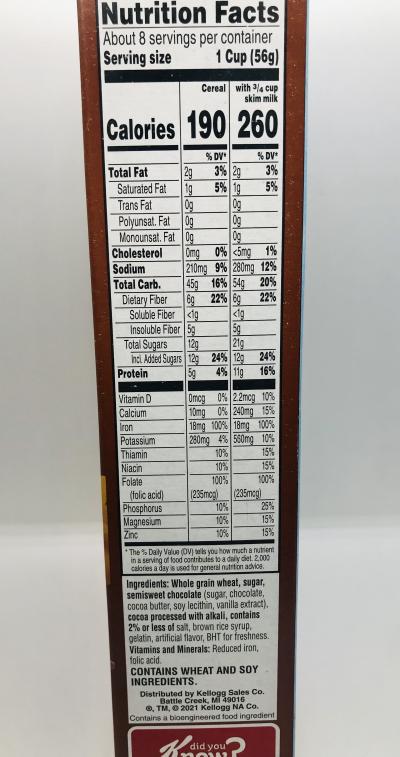 Nutrition Facts
About 8 servings per container
Serving size 1 Cup (56g)
Cereal with 3/4 cup
skim milk
Calories 190 260
% DV* % DV*
Total Fat 2g 3% 2g 3%
Saturated Fat 1g 5% 1g 5%
Trans Fat 0g 0g
Polyunsat. Fat 0g 0g
Monounsat. Fat 0g 0g
Cholesterol 0mg 0% <5mg 1%
Sodium 210mg 9% 280mg 12%
Total Carb. 45g 16% 54g 20%
Dietary Fiber 6g 22% 6g 22%
Soluble Fiber <1g <1g
Insoluble Fiber 5g 5g
Total Sugars 12g 21g
Incl. Added Sugars 12g 24% 12g 24%
Protein 5g 4% 11g 16%
Vitamin D 0mcg 0% 2.2mcg 10%
Calcium 10mg 0% 240mg 15%
Iron 18mg 100% 18mg 100%
Potassium 280mg 4% 560mg 10%
Thiamin 10% 15%
Niacin 10% 15%
Folate 100% 100%
(folic acid) (235mcg) (235mcg)
Phosphorus 10% 25%
Magnesium 10% 15%
Zinc 10% 15%
* The % Daily Value (DV) tells you how much a nutrient
in a serving of food contributes to a daily diet. 2,000
calories a day is used for general nutrition advice.
Ingredients: Whole grain wheat, sugar,
semisweet chocolate (sugar, chocolate,
cocoa butter, soy lecithin, vanilla extract),
cocoa processed with alkali, contains
2% or less of salt, brown rice syrup,
gelatin, artificial flavor, BHT for freshness.
Vitamins and Minerals: Reduced iron,
folic acid.
CONTAINS WHEAT AND SOY
INGREDIENTS.
Distributed by Kellogg Sales Co.
Battle Creek, MI 49016
®, TM, © 2021 Kellogg NA Co.
Contains a bioengineered food ingredient
did you
Know?